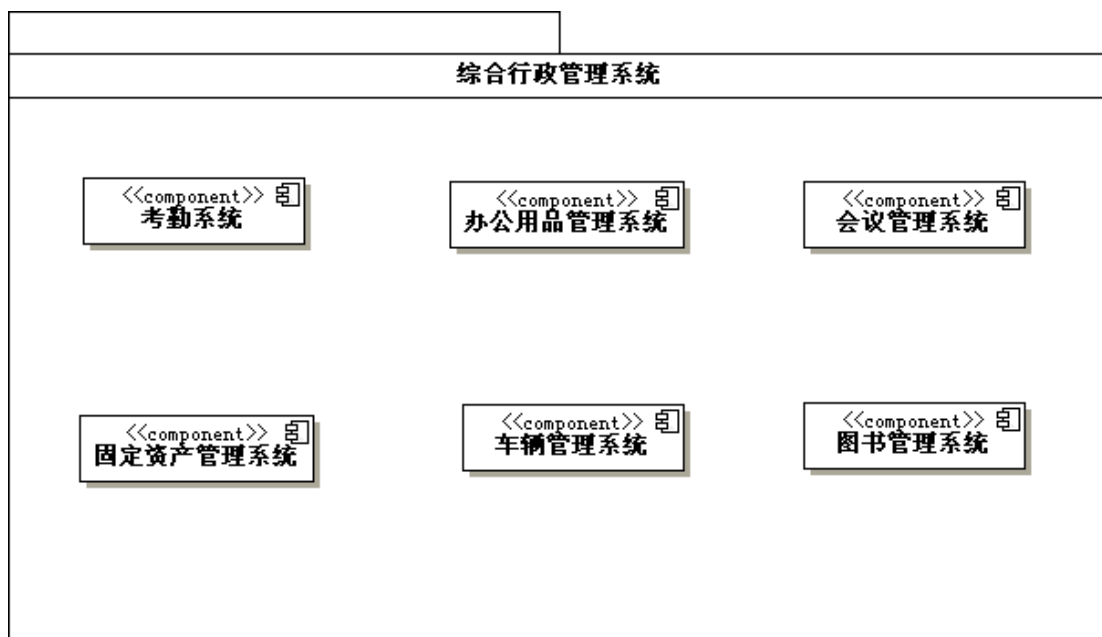 综合行政管理系统
<<component>>
考勤系统
<<component>>
办公用品管理系统
<<component>>
会议管理系统
<<component>>
固定资产管理系统
<<component>>
车辆管理系统
<<component>>
图书管理系统